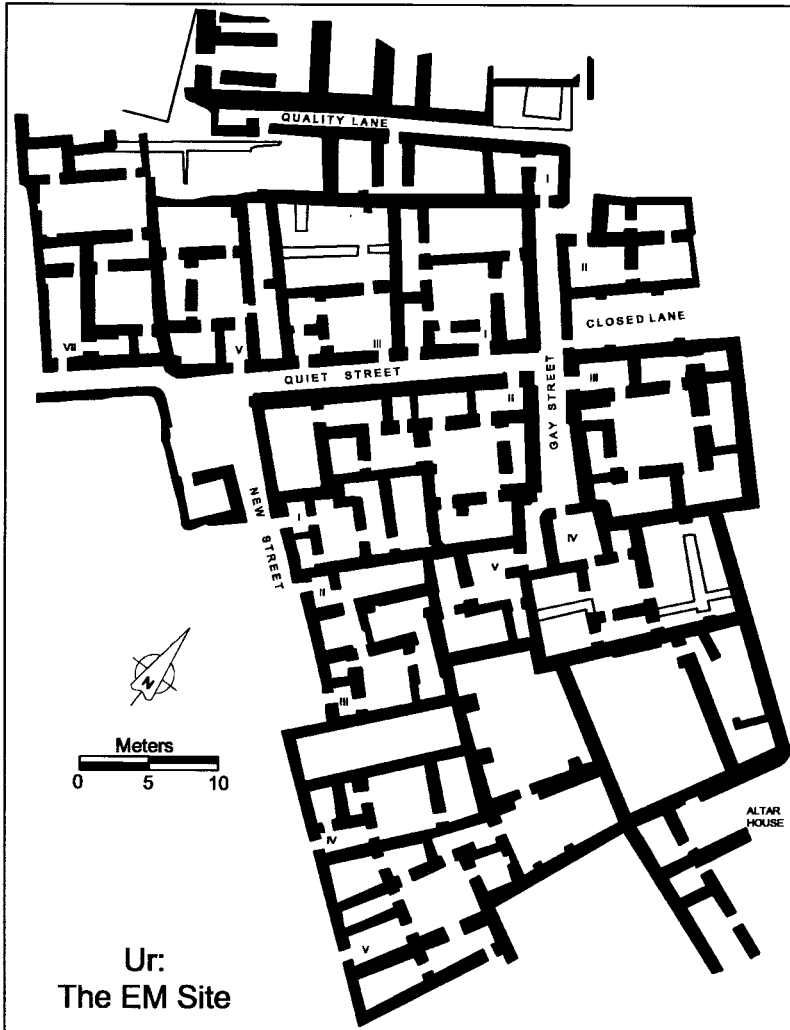 QUALITY LANE
I
II
CLOSED LANE
VII
V
III
I
QUIET STREET
II
GAY STREET
III
NEW STREET
I
IV
V
II
N
III
Meters
0 5 10
ALTAR
HOUSE
IV
V
Ur:
The EM Site